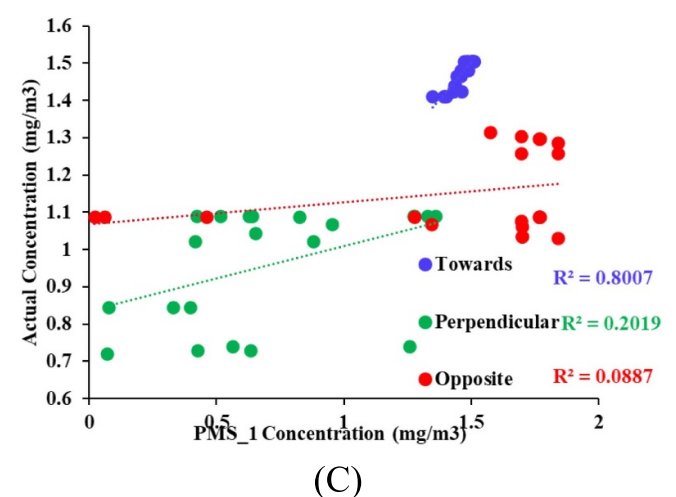 1.6
1.5
1.4
1.3
1.2
1.1
1
0.9
0.8
0.7
0.6
Actual Concentration (mg/m3)
Towards
R² = 0.8007
Perpendicular R² = 0.2019
Opposite R² = 0.0887
0 0.5 1 1.5 2
PMS_1 Concentration (mg/m3)
(C)